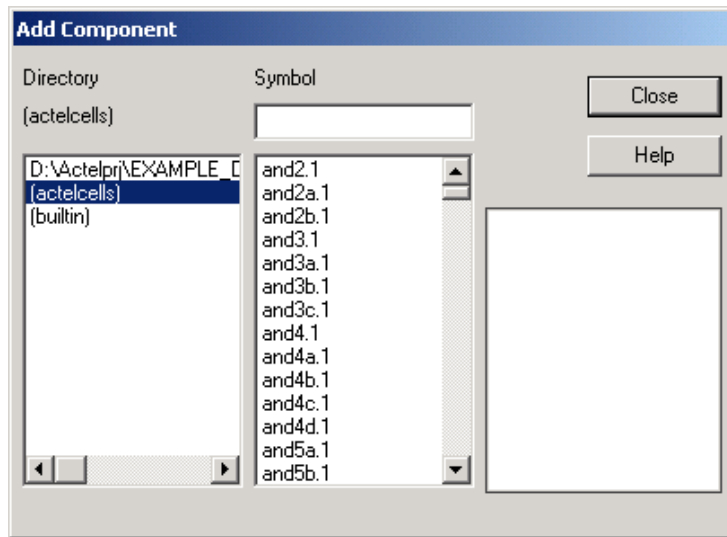 Add Component
Directory
Symbol
(actelcells)
Close
Help
D:\Actelprj\EXAMPLE_D
(actelcells)
(builtin)
and2.1
and2a.1
and2b.1
and3.1
and3a.1
and3b.1
and3c.1
and4.1
and4a.1
and4b.1
and4c.1
and4d.1
and5a.1
and5b.1